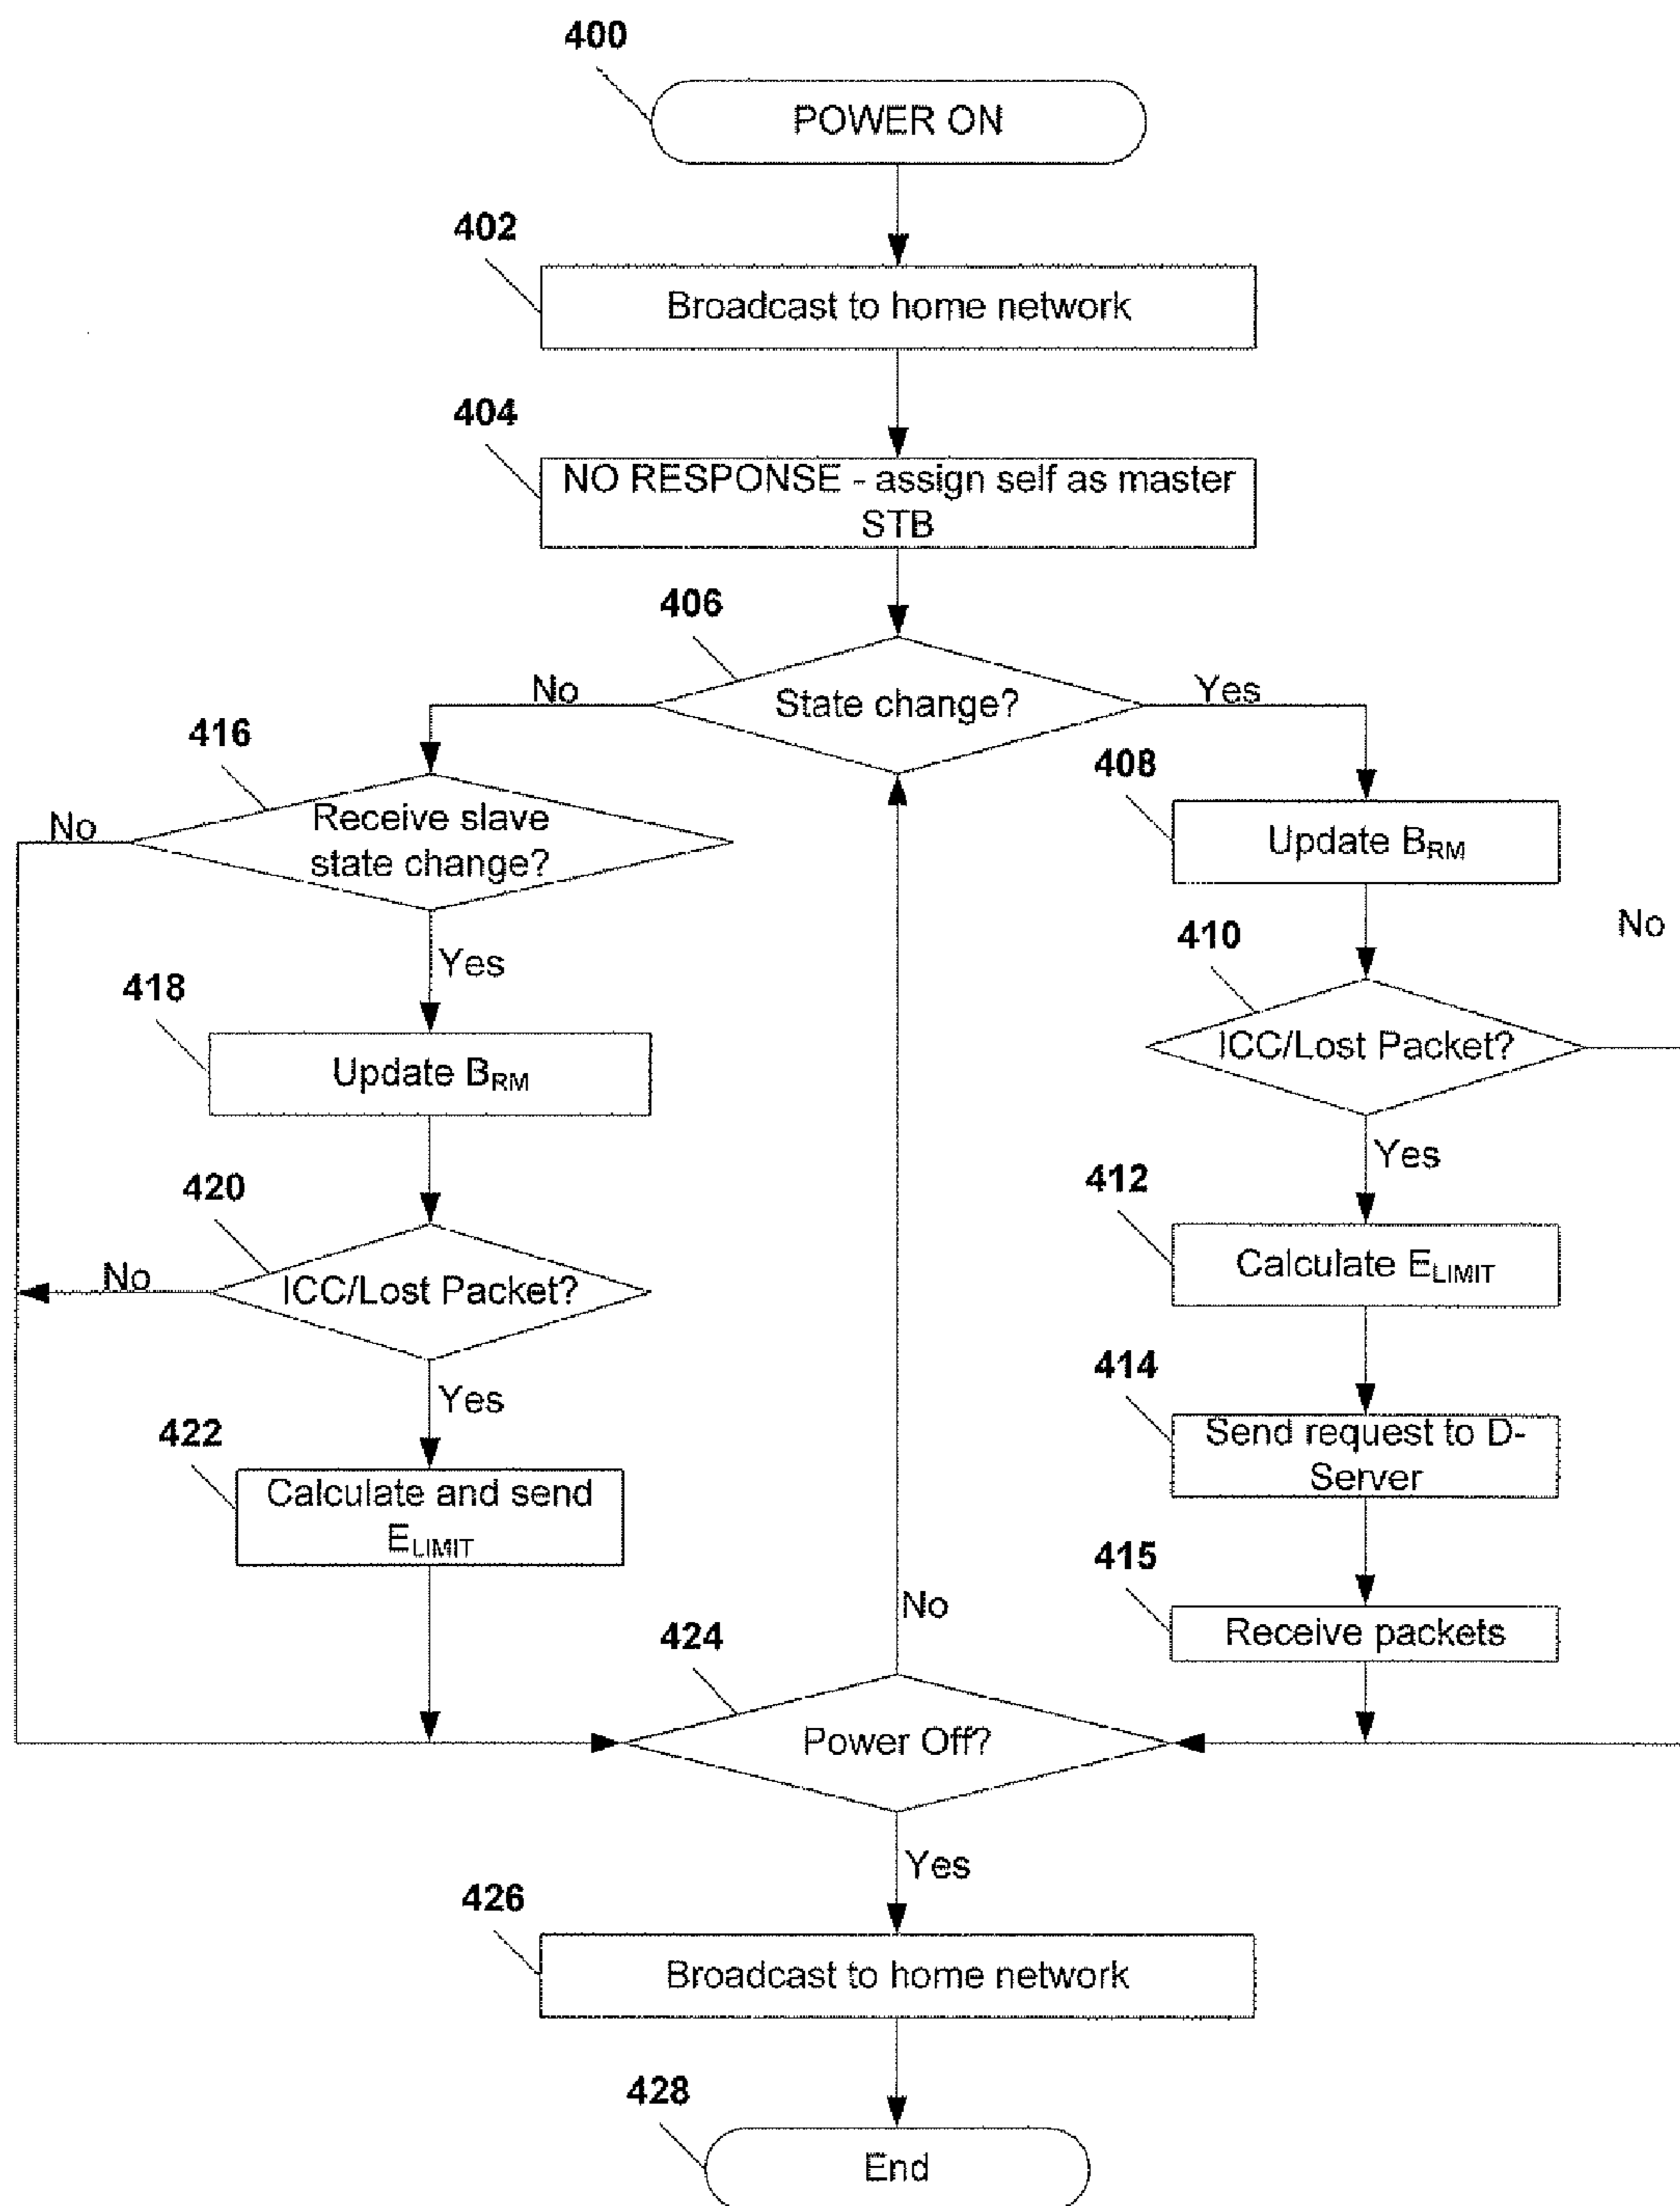 400
POWER ON
402
Broadcast to home network
404
NO RESPONSE - assign self as master
STB
406
State change?
No
Yes
416
Receive slave
state change?
No
Yes
408
Update BRM
410
ICC/Lost Packet?
No
Yes
418
Update BRM
420
ICC/Lost Packet?
No
Yes
412
Calculate ELIMIT
414
Send request to D-
Server
422
Calculate and send
ELIMIT
415
Receive packets
424
Power Off?
No
Yes
426
Broadcast to home network
428
End